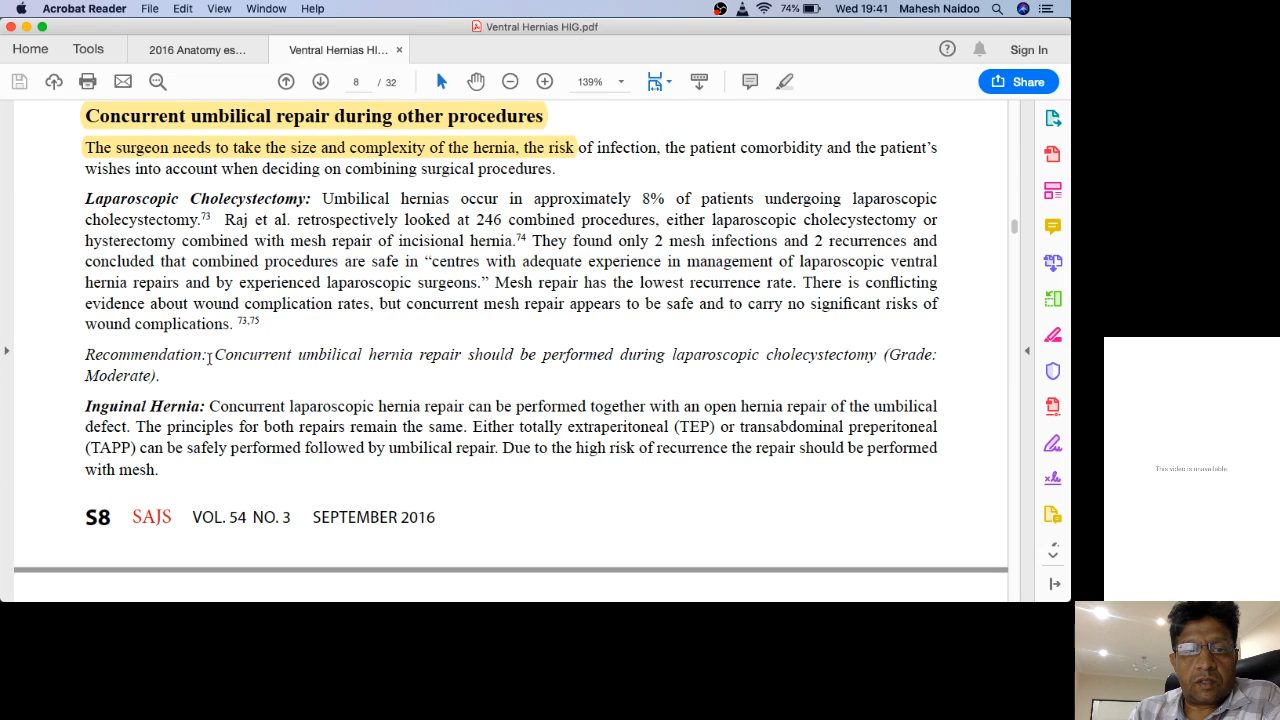 Acrobat Reader File Edit View Window Help 74% Wed 19:41 Mahesh Naidoo
Ventral Hernias HIG.pdf
Home Tools 2016 Anatomy es... Ventral Hernias HI... × Sign In
8 / 32 139% Share
Concurrent umbilical repair during other procedures
The surgeon needs to take the size and complexity of the hernia, the risk of infection, the patient comorbidity and the patient’s
wishes into account when deciding on combining surgical procedures.
Laparoscopic Cholecystectomy: Umbilical hernias occur in approximately 8% of patients undergoing laparoscopic
cholecystectomy.73 Raj et al. retrospectively looked at 246 combined procedures, either laparoscopic cholecystectomy or
hysterectomy combined with mesh repair of incisional hernia.74 They found only 2 mesh infections and 2 recurrences and
concluded that combined procedures are safe in “centres with adequate experience in management of laparoscopic ventral
hernia repairs and by experienced laparoscopic surgeons.” Mesh repair has the lowest recurrence rate. There is conflicting
evidence about wound complication rates, but concurrent mesh repair appears to be safe and to carry no significant risks of
wound complications. 73,75
Recommendation: Concurrent umbilical hernia repair should be performed during laparoscopic cholecystectomy (Grade:
Moderate).
Inguinal Hernia: Concurrent laparoscopic hernia repair can be performed together with an open hernia repair of the umbilical
defect. The principles for both repairs remain the same. Either totally extraperitoneal (TEP) or transabdominal preperitoneal
(TAPP) can be safely performed followed by umbilical repair. Due to the high risk of recurrence the repair should be performed
with mesh.
S8 SAJS VOL. 54 NO. 3 SEPTEMBER 2016
This video is unavailable